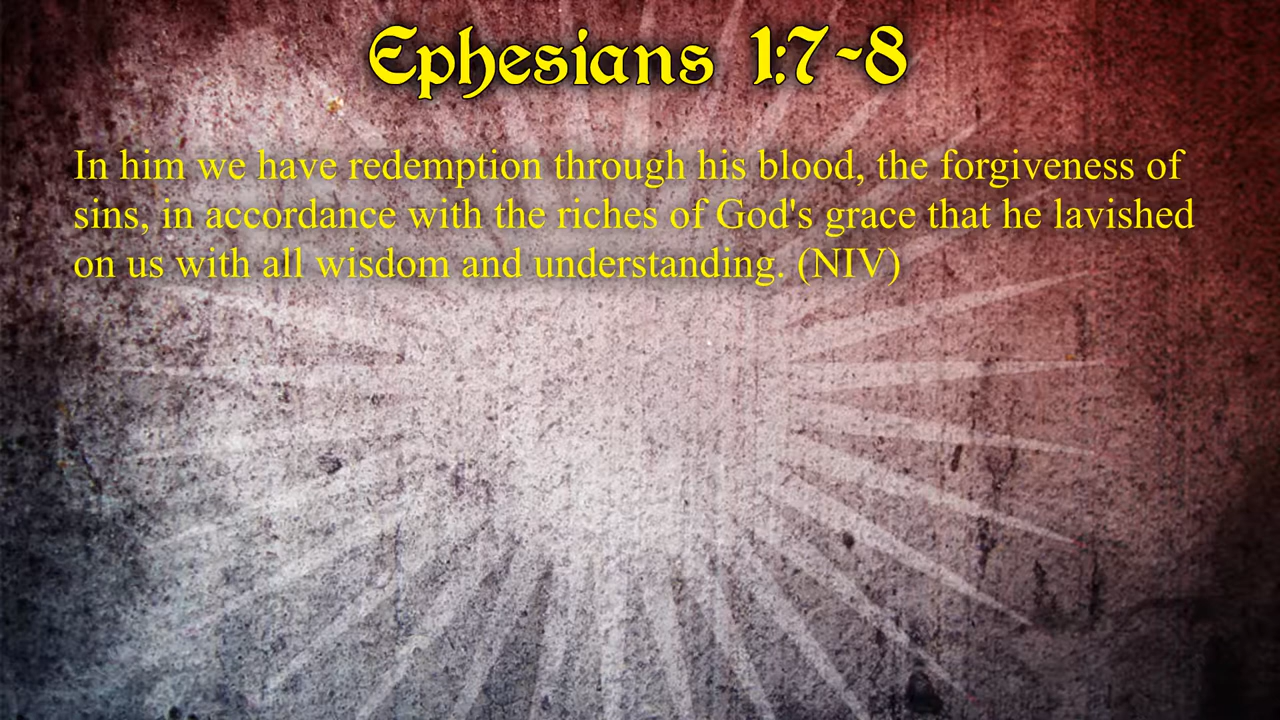 Ephesians 1:7-8
In him we have redemption through his blood, the forgiveness of
sins, in accordance with the riches of God's grace that he lavished
on us with all wisdom and understanding. (NIV)